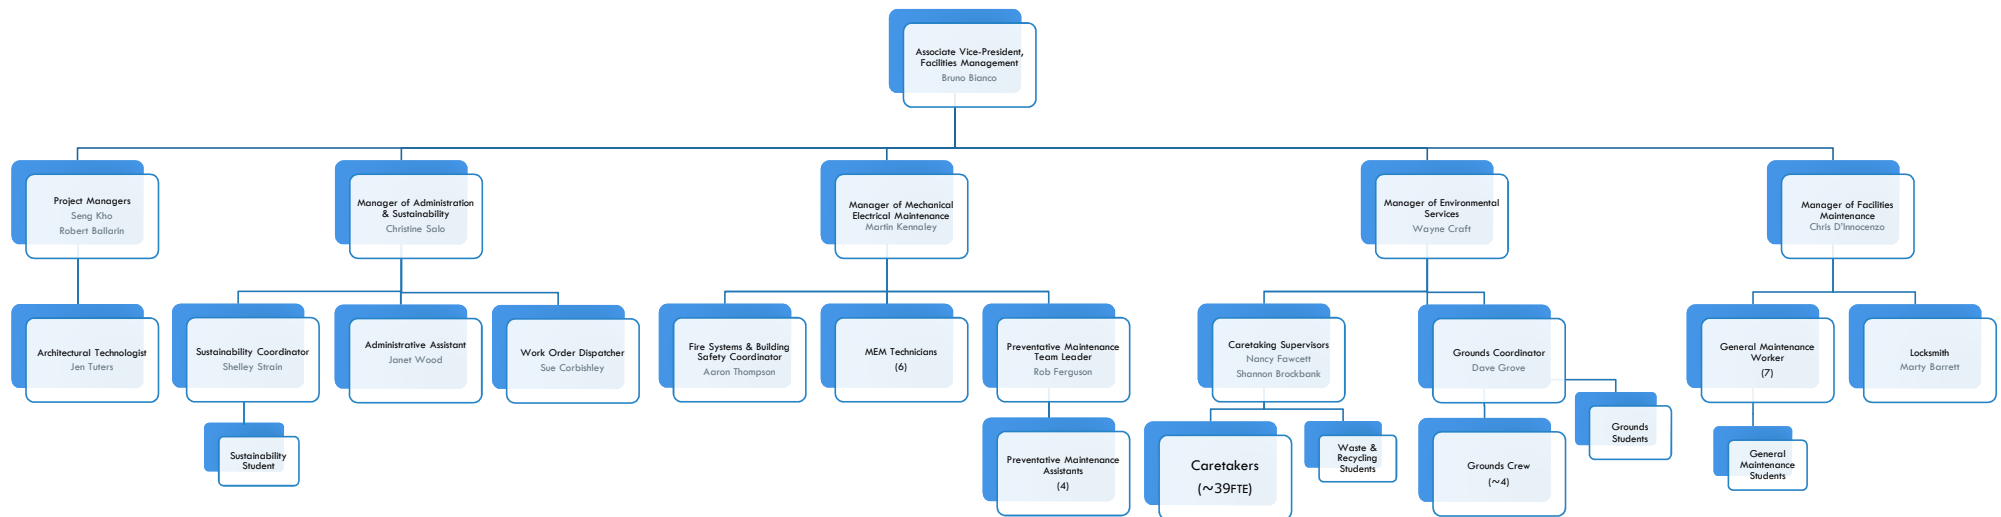 Associate Vice-President,
Facilities Management
Bruno Bianco
Project Managers
Seng Kho
Robert Ballarin
Manager of Administration
& Sustainability
Christine Salo
Manager of Mechanical
Electrical Maintenance
Martin Kennaley
Manager of Environmental
Services
Wayne Craft
Manager of Facilities
Maintenance
Chris D'Innocenzo
Architectural Technologist
Jen Tuters
Sustainability Coordinator
Shelley Strain
Administrative Assistant
Janet Wood
Work Order Dispatcher
Sue Corbishley
Fire Systems & Building
Safety Coordinator
Aaron Thompson
MEM Technicians
(6)
Preventative Maintenance
Team Leader
Rob Ferguson
Caretaking Supervisors
Nancy Fawcett
Shannon Brockbank
Grounds Coordinator
Dave Grove
General Maintenance
Worker
(7)
Locksmith
Marty Barrett
Sustainability
Student
Preventative Maintenance
Assistants
(4)
Caretakers
(~39FTE)
Waste &
Recycling
Students
Grounds Crew
(~4)
Grounds
Students
General
Maintenance
Students